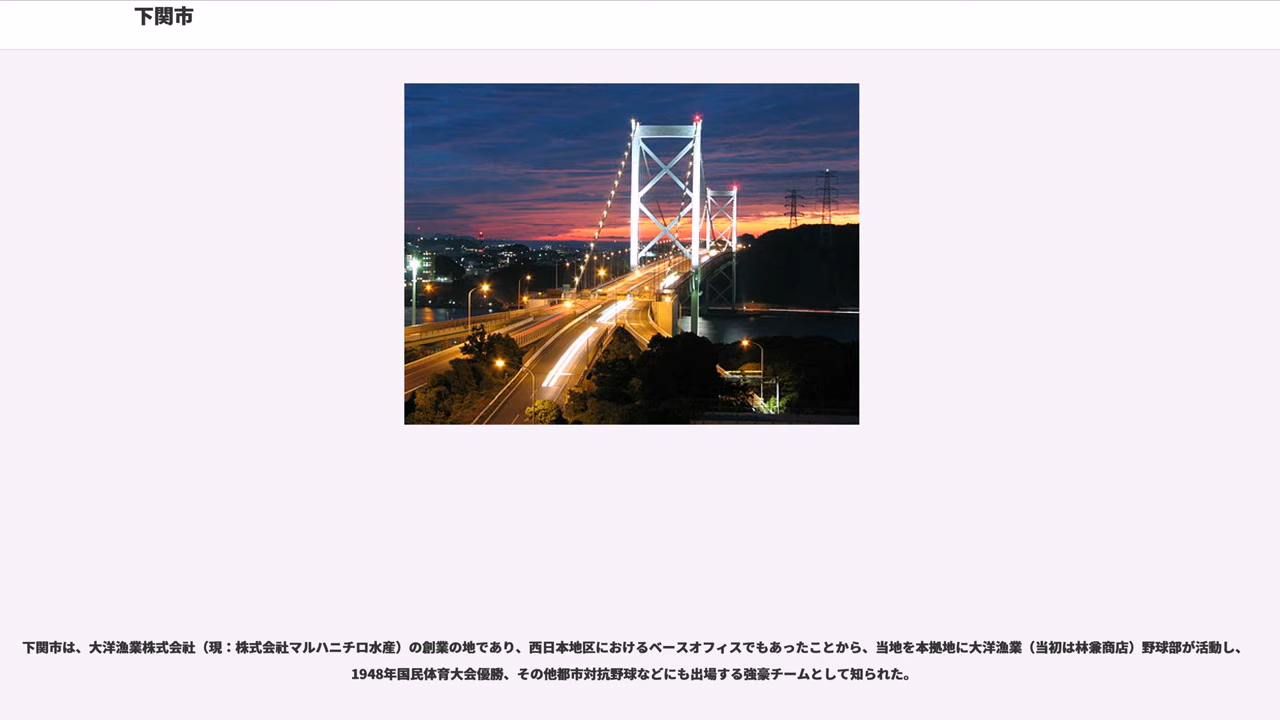 下関市
下関市は、大洋漁業株式会社（現：株式会社マルハニチロ水産）の創業の地であり、西日本地区におけるベースオフィスでもあったことから、当地を本拠地に大洋漁業（当初は林兼商店）野球部が活動し、
1948年国民体育大会優勝、その他都市対抗野球などにも出場する強豪チームとして知られた。